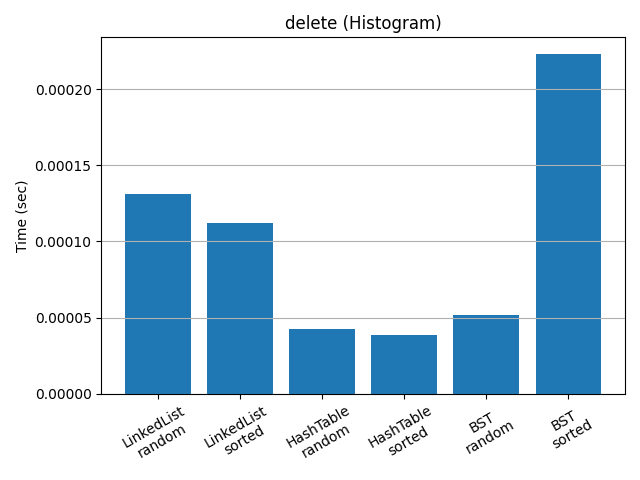 delete (Histogram)
Time (sec)
0.00020
0.00015
0.00010
0.00005
0.00000
LinkedList
random
LinkedList
sorted
HashTable
random
HashTable
sorted
BST
random
BST
sorted